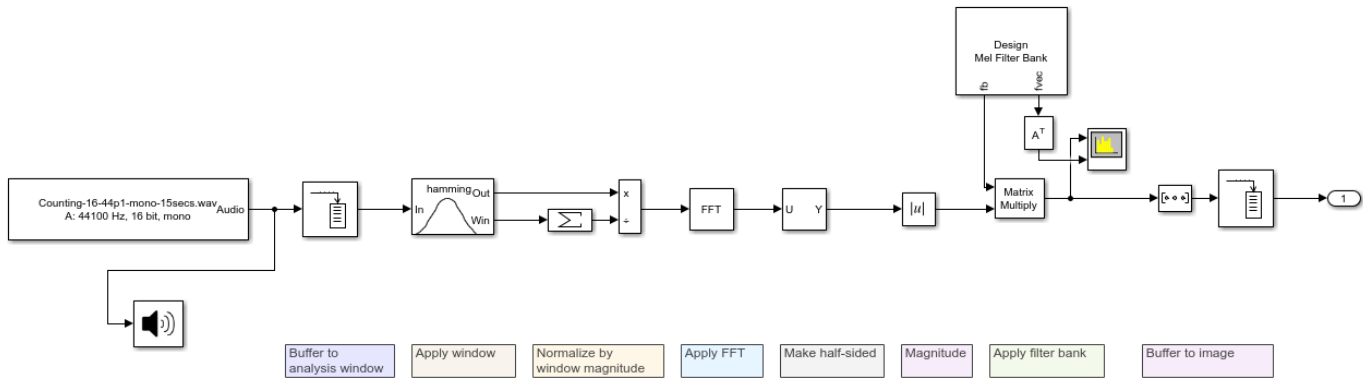 Design
Mel Filter Bank
fb
fvec
A^T
Counting-16-44p1-mono-15secs.wav
A: 44100 Hz, 16 bit, mono
Audio
hamming
In
Out
Win
Σ
x
÷
FFT
U
Y
|u|
Matrix
Multiply
1
Buffer to
analysis window
Apply window
Normalize by
window magnitude
Apply FFT
Make half-sided
Magnitude
Apply filter bank
Buffer to image